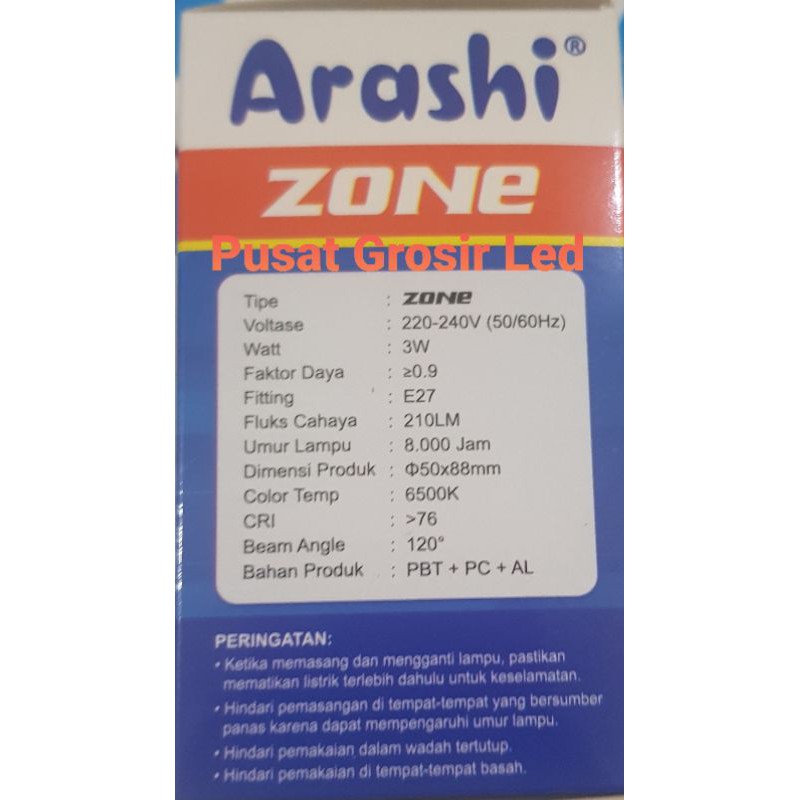 Arashi®
ZONe
Pusat Grosir Led
Tipe : ZONe
Voltase : 220-240V (50/60Hz)
Watt : 3W
Faktor Daya : ≥0.9
Fitting : E27
Fluks Cahaya : 210LM
Umur Lampu : 8.000 Jam
Dimensi Produk : Φ50x88mm
Color Temp : 6500K
CRI : >76
Beam Angle : 120°
Bahan Produk : PBT + PC + AL
PERINGATAN:
• Ketika memasang dan mengganti lampu, pastikan
mematikan listrik terlebih dahulu untuk keselamatan.
• Hindari pemasangan di tempat-tempat yang bersumber
panas karena dapat mempengaruhi umur lampu.
• Hindari pemakaian dalam wadah tertutup.
• Hindari pemakaian di tempat-tempat basah.